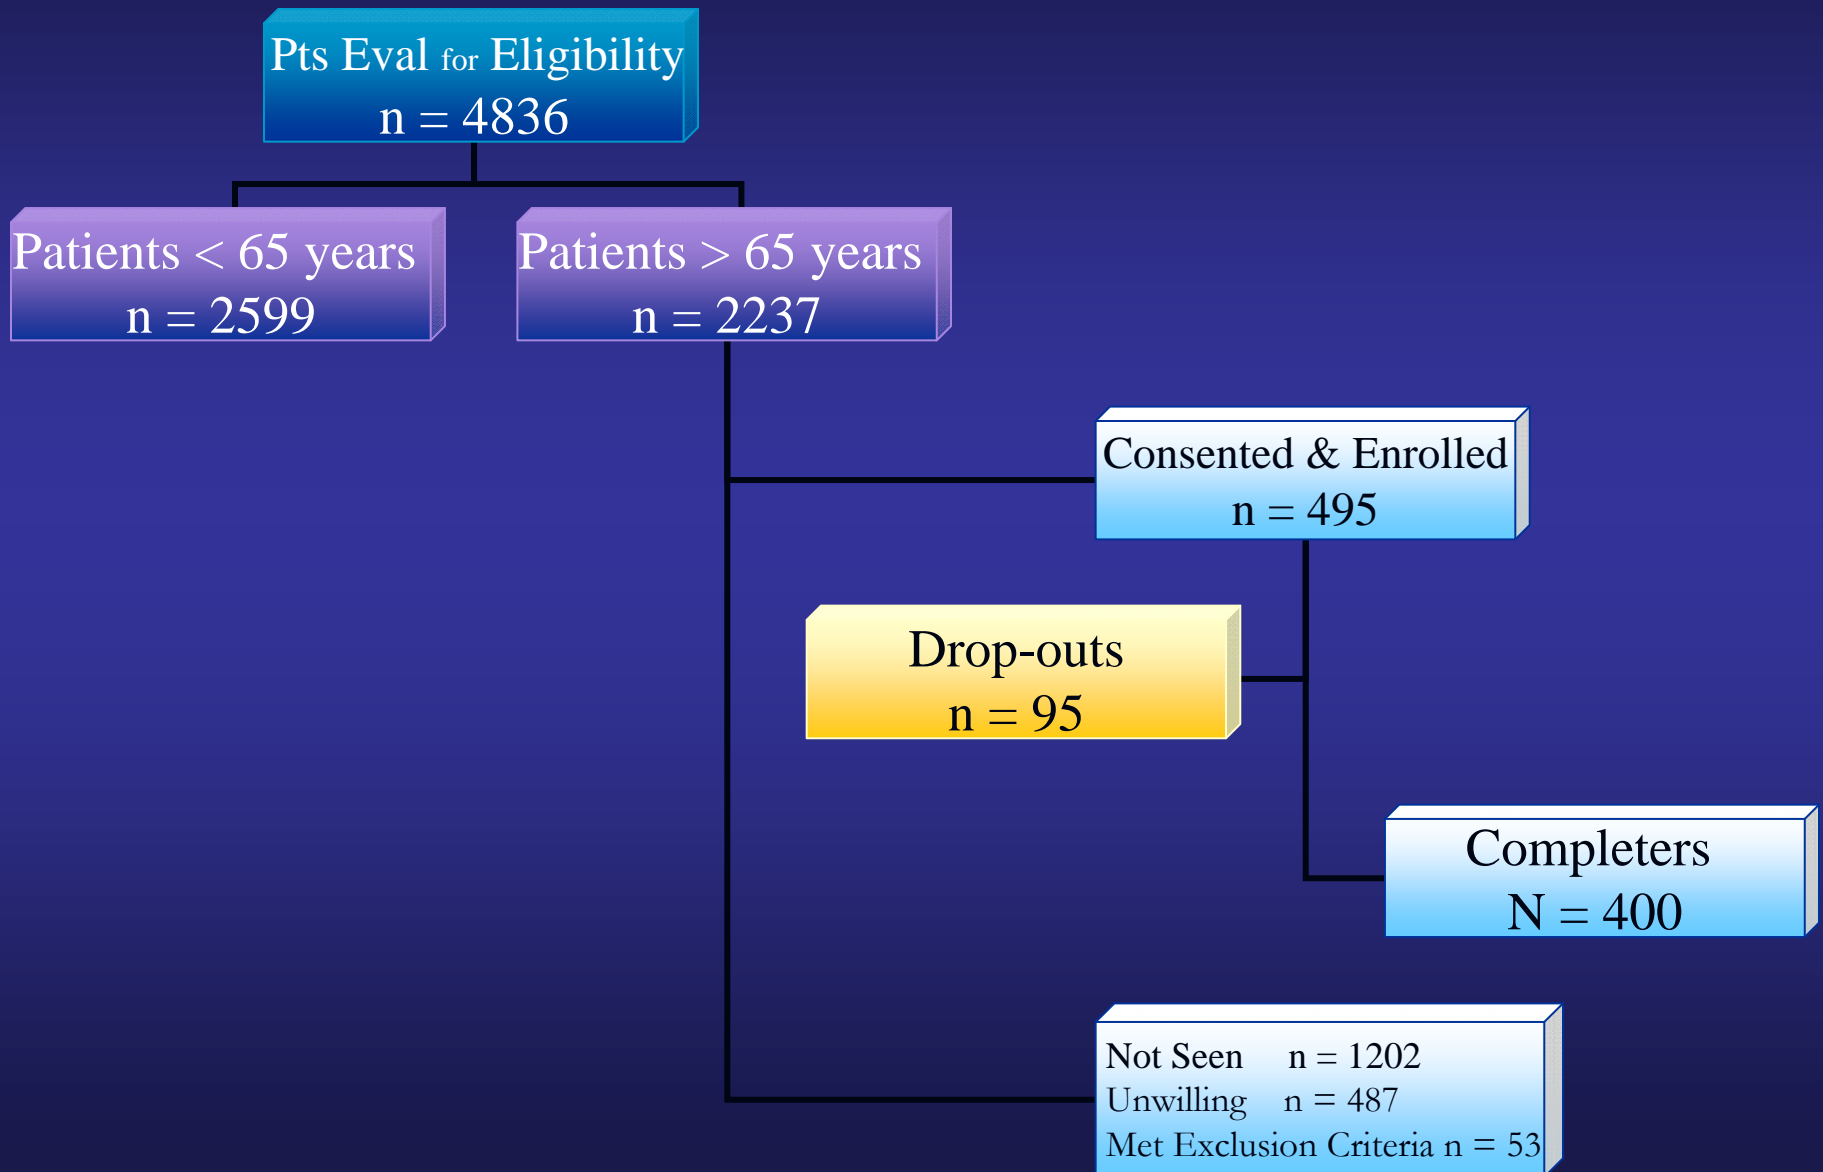 Pts Eval for Eligibility
n = 4836
Patients < 65 years
n = 2599
Patients > 65 years
n = 2237
Consented & Enrolled
n = 495
Drop-outs
n = 95
Completers
N = 400
Not Seen n = 1202
Unwilling n = 487
Met Exclusion Criteria n = 53